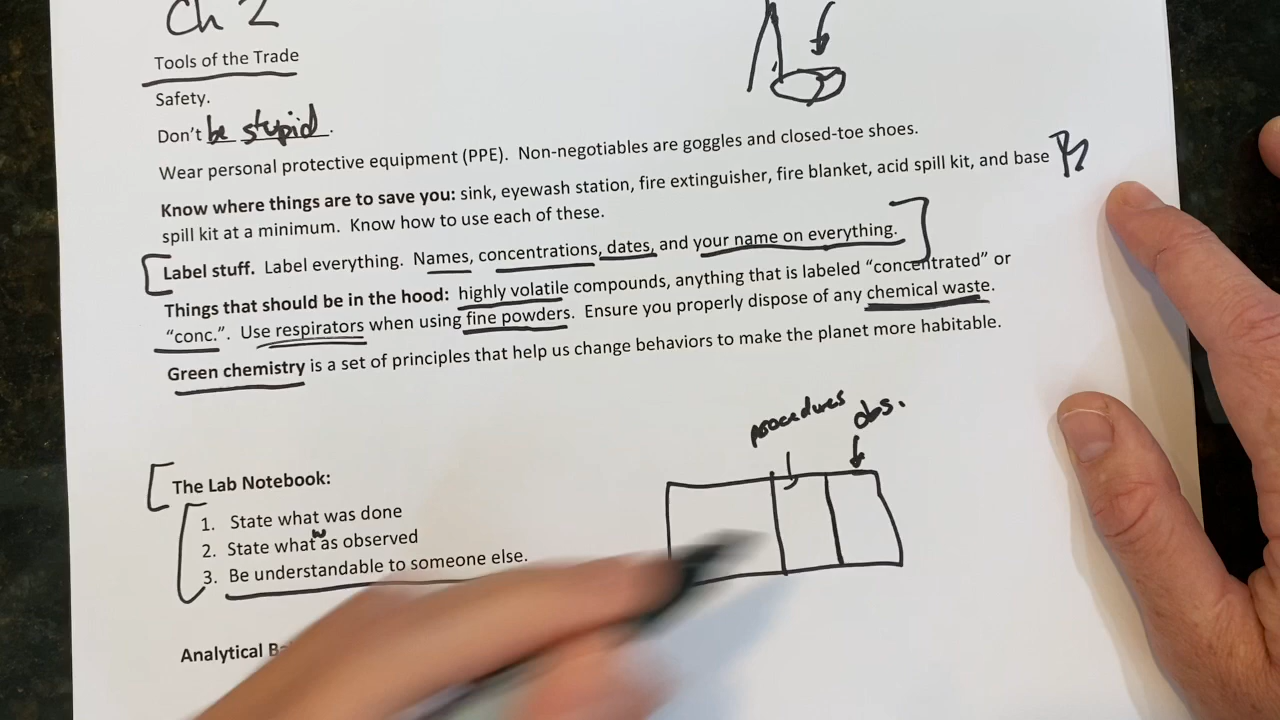 Ch 2
Tools of the Trade
Safety.
Don't be stupid.
Wear personal protective equipment (PPE). Non-negotiables are goggles and closed-toe shoes.
Know where things are to save you: sink, eyewash station, fire extinguisher, fire blanket, acid spill kit, and base
spill kit at a minimum. Know how to use each of these.
Label stuff. Label everything. Names, concentrations, dates, and your name on everything.
Things that should be in the hood: highly volatile compounds, anything that is labeled “concentrated” or
“conc.”. Use respirators when using fine powders. Ensure you properly dispose of any chemical waste.
Green chemistry is a set of principles that help us change behaviors to make the planet more habitable.
procedures obs.
The Lab Notebook:
1. State what was done
2. State what was observed
3. Be understandable to someone else.
Analytical